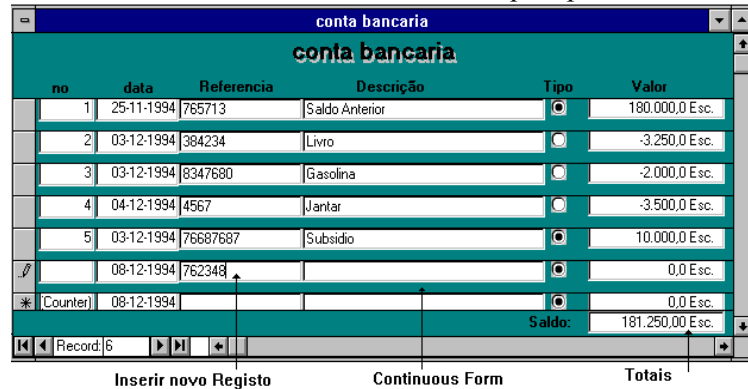 conta bancaria
conta bancaria
no data Referencia Descrição Tipo Valor
1 25-11-1994 765713 Saldo Anterior 180.000,0 Esc.
2 03-12-1994 384234 Livro -3.250,0 Esc.
3 03-12-1994 8347680 Gasolina -2.000,0 Esc.
4 04-12-1994 4567 Jantar -3.500,0 Esc.
5 03-12-1994 76687687 Subsidio 10.000,0 Esc.
08-12-1994 762348 0,0 Esc.
(Counter) 08-12-1994 0,0 Esc.
Saldo: 181.250,00 Esc.
Record: 6
Inserir novo Registo Continuous Form Totais